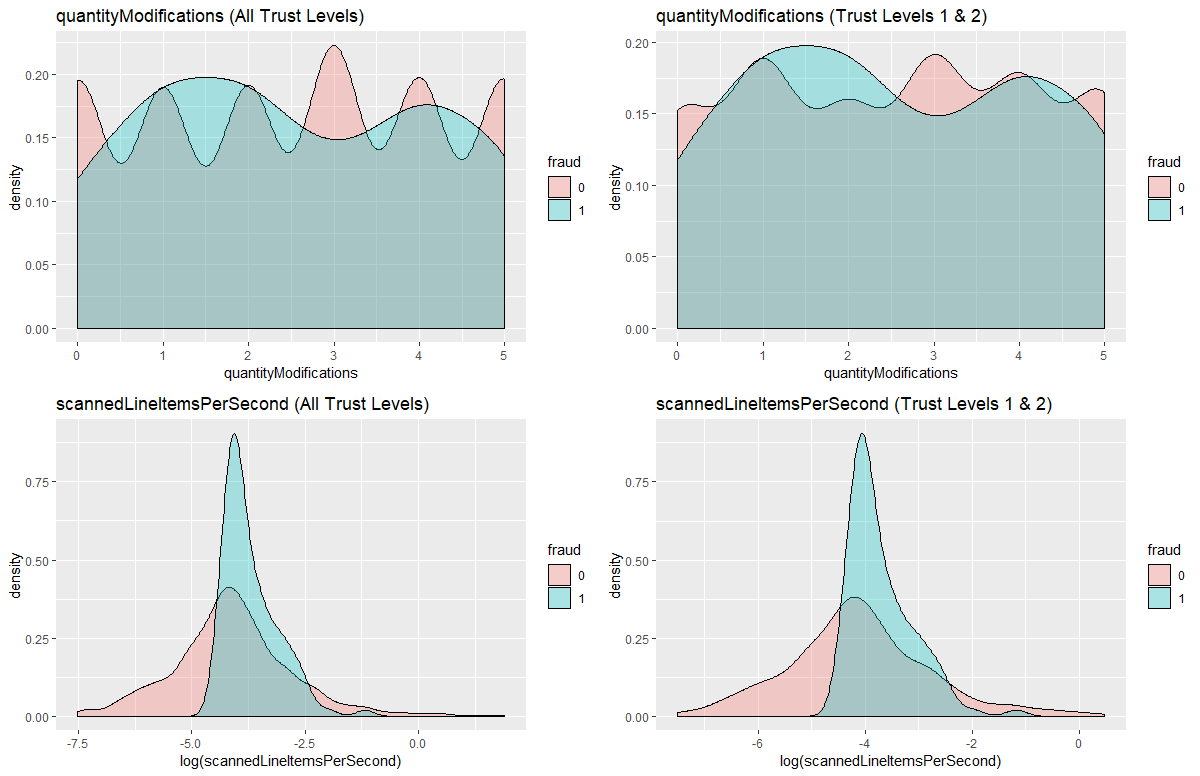 quantityModifications (All Trust Levels)
density
0.20
0.15
0.10
0.05
0.00
0 1 2 3 4 5
quantityModifications
fraud
0
1
quantityModifications (Trust Levels 1 & 2)
density
0.20
0.15
0.10
0.05
0.00
0 1 2 3 4 5
quantityModifications
fraud
0
1
scannedLineItemsPerSecond (All Trust Levels)
density
0.75
0.50
0.25
0.00
-7.5 -5.0 -2.5 0.0
log(scannedLineItemsPerSecond)
fraud
0
1
scannedLineItemsPerSecond (Trust Levels 1 & 2)
density
0.75
0.50
0.25
0.00
-6 -4 -2 0
log(scannedLineItemsPerSecond)
fraud
0
1